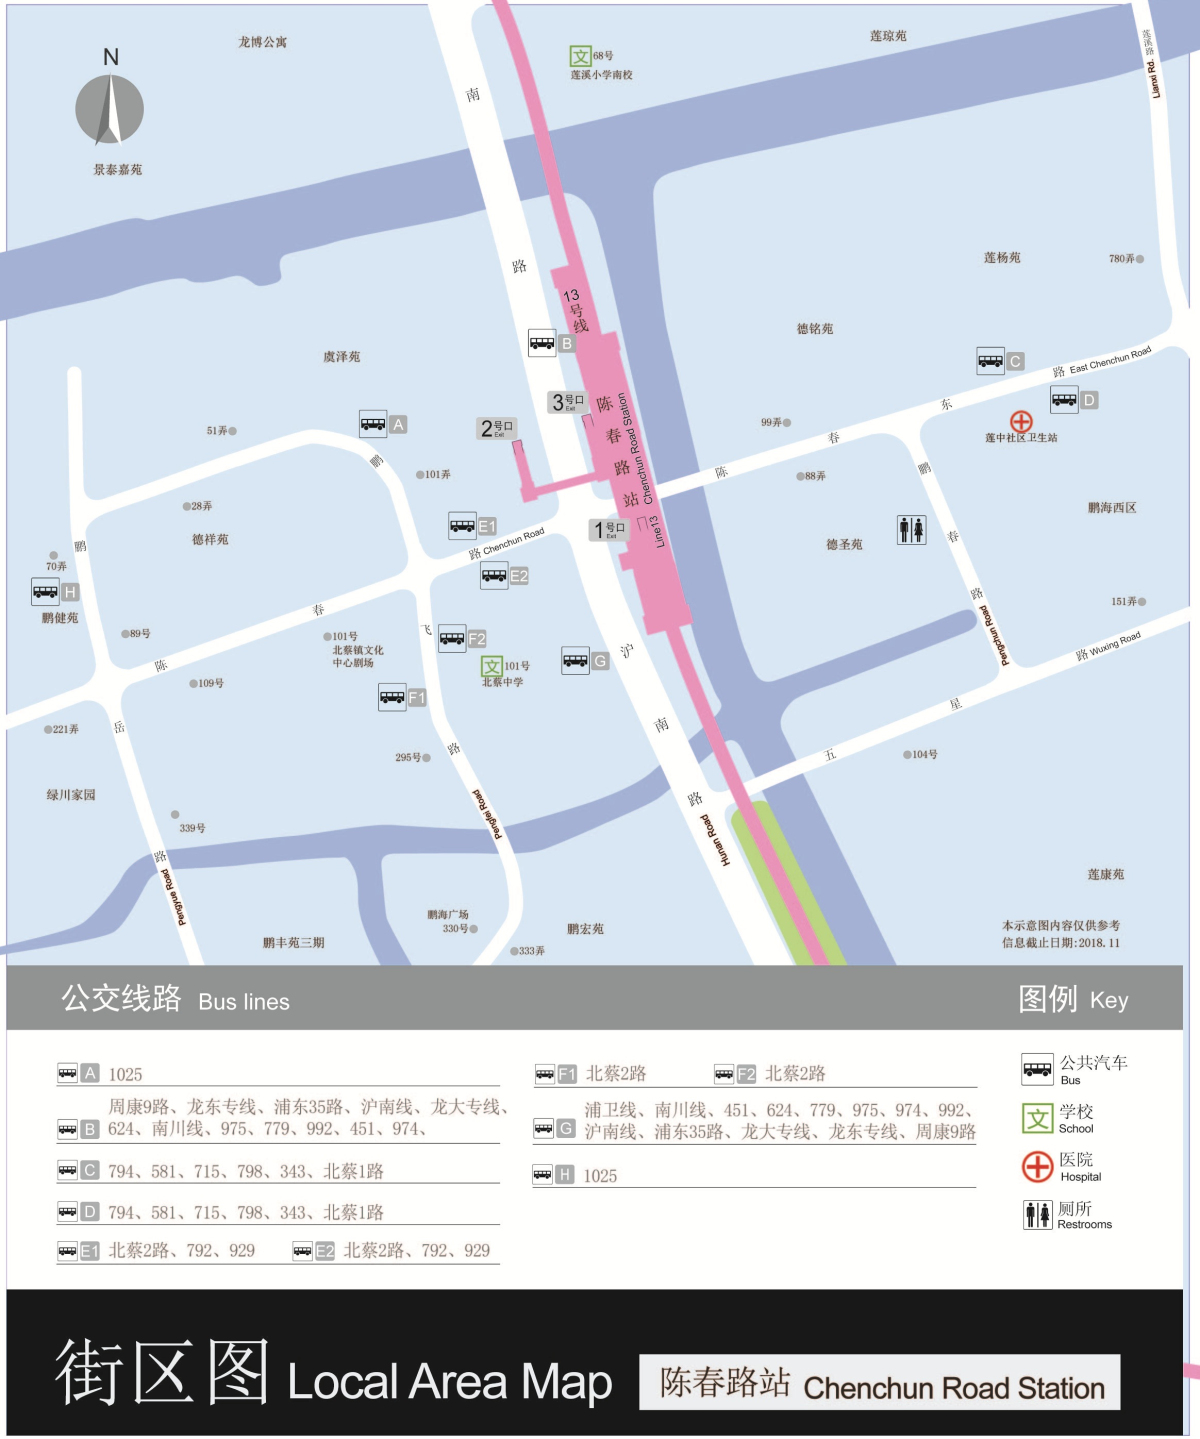 N
龙博公寓
文 68号
莲溪小学南校
莲琼苑
莲溪路 Lianxi Rd.
景泰嘉苑
南
路
莲杨苑
780弄
13号线
B
德铭苑
虞泽苑
路 East Chenchun Road
C
D
3号口
Exit
2号口
Exit
陈春路站
Chenchun Road Station
东
春
陈
99弄
莲中社区卫生站
51弄
A
鹏
101弄
88弄
鹏
鹏海西区
28弄
德祥苑
E1
路 Chenchun Road
1号口
Exit
Line13
德圣苑
春
鹏
70弄
H
鹏健苑
E2
路
Pengchun Road
151弄
春
89号
101号
北蔡镇文化
中心剧场
飞
F2
文 101号
北蔡中学
G
沪
路 Wuxing Road
陈
109号
F1
南
星
岳
221弄
295号
路
五
104号
绿川家园
路
339号
Pengfei Road
Hunan Road
路
Pengyue Road
莲康苑
鹏海广场
330号
鹏宏苑
鹏丰苑三期
333弄
本示意图内容仅供参考
信息截止日期:2018.11
公交线路 Bus lines
图例 Key
A 1025
B 周康9路、龙东专线、浦东35路、沪南线、龙大专线、
624、南川线、975、779、992、451、974、
C 794、581、715、798、343、北蔡1路
D 794、581、715、798、343、北蔡1路
E1 北蔡2路、792、929
E2 北蔡2路、792、929
F1 北蔡2路
F2 北蔡2路
G 浦卫线、南川线、451、624、779、975、974、992、
沪南线、浦东35路、龙大专线、龙东专线、周康9路
H 1025
公共汽车
Bus
文 学校
School
医院
Hospital
厕所
Restrooms
街区图 Local Area Map
陈春路站 Chenchun Road Station